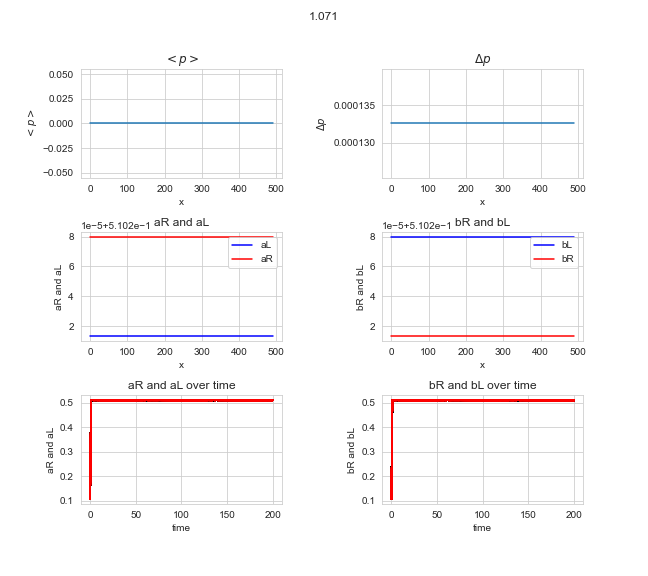 1.071
< p >
0.050
0.025
0.000
−0.025
−0.050
< p >
0 100 200 300 400 500
x
Δp
0.000135
0.000130
Δp
0 100 200 300 400 500
x
1e−5+5.102e−1
aR and aL
8
6
4
2
aR and aL
aL
aR
0 100 200 300 400 500
x
1e−5+5.102e−1
bR and bL
8
6
4
2
bR and bL
bL
bR
0 100 200 300 400 500
x
aR and aL over time
0.5
0.4
0.3
0.2
0.1
aR and aL
0 50 100 150 200
time
bR and bL over time
0.5
0.4
0.3
0.2
0.1
bR and bL
0 50 100 150 200
time